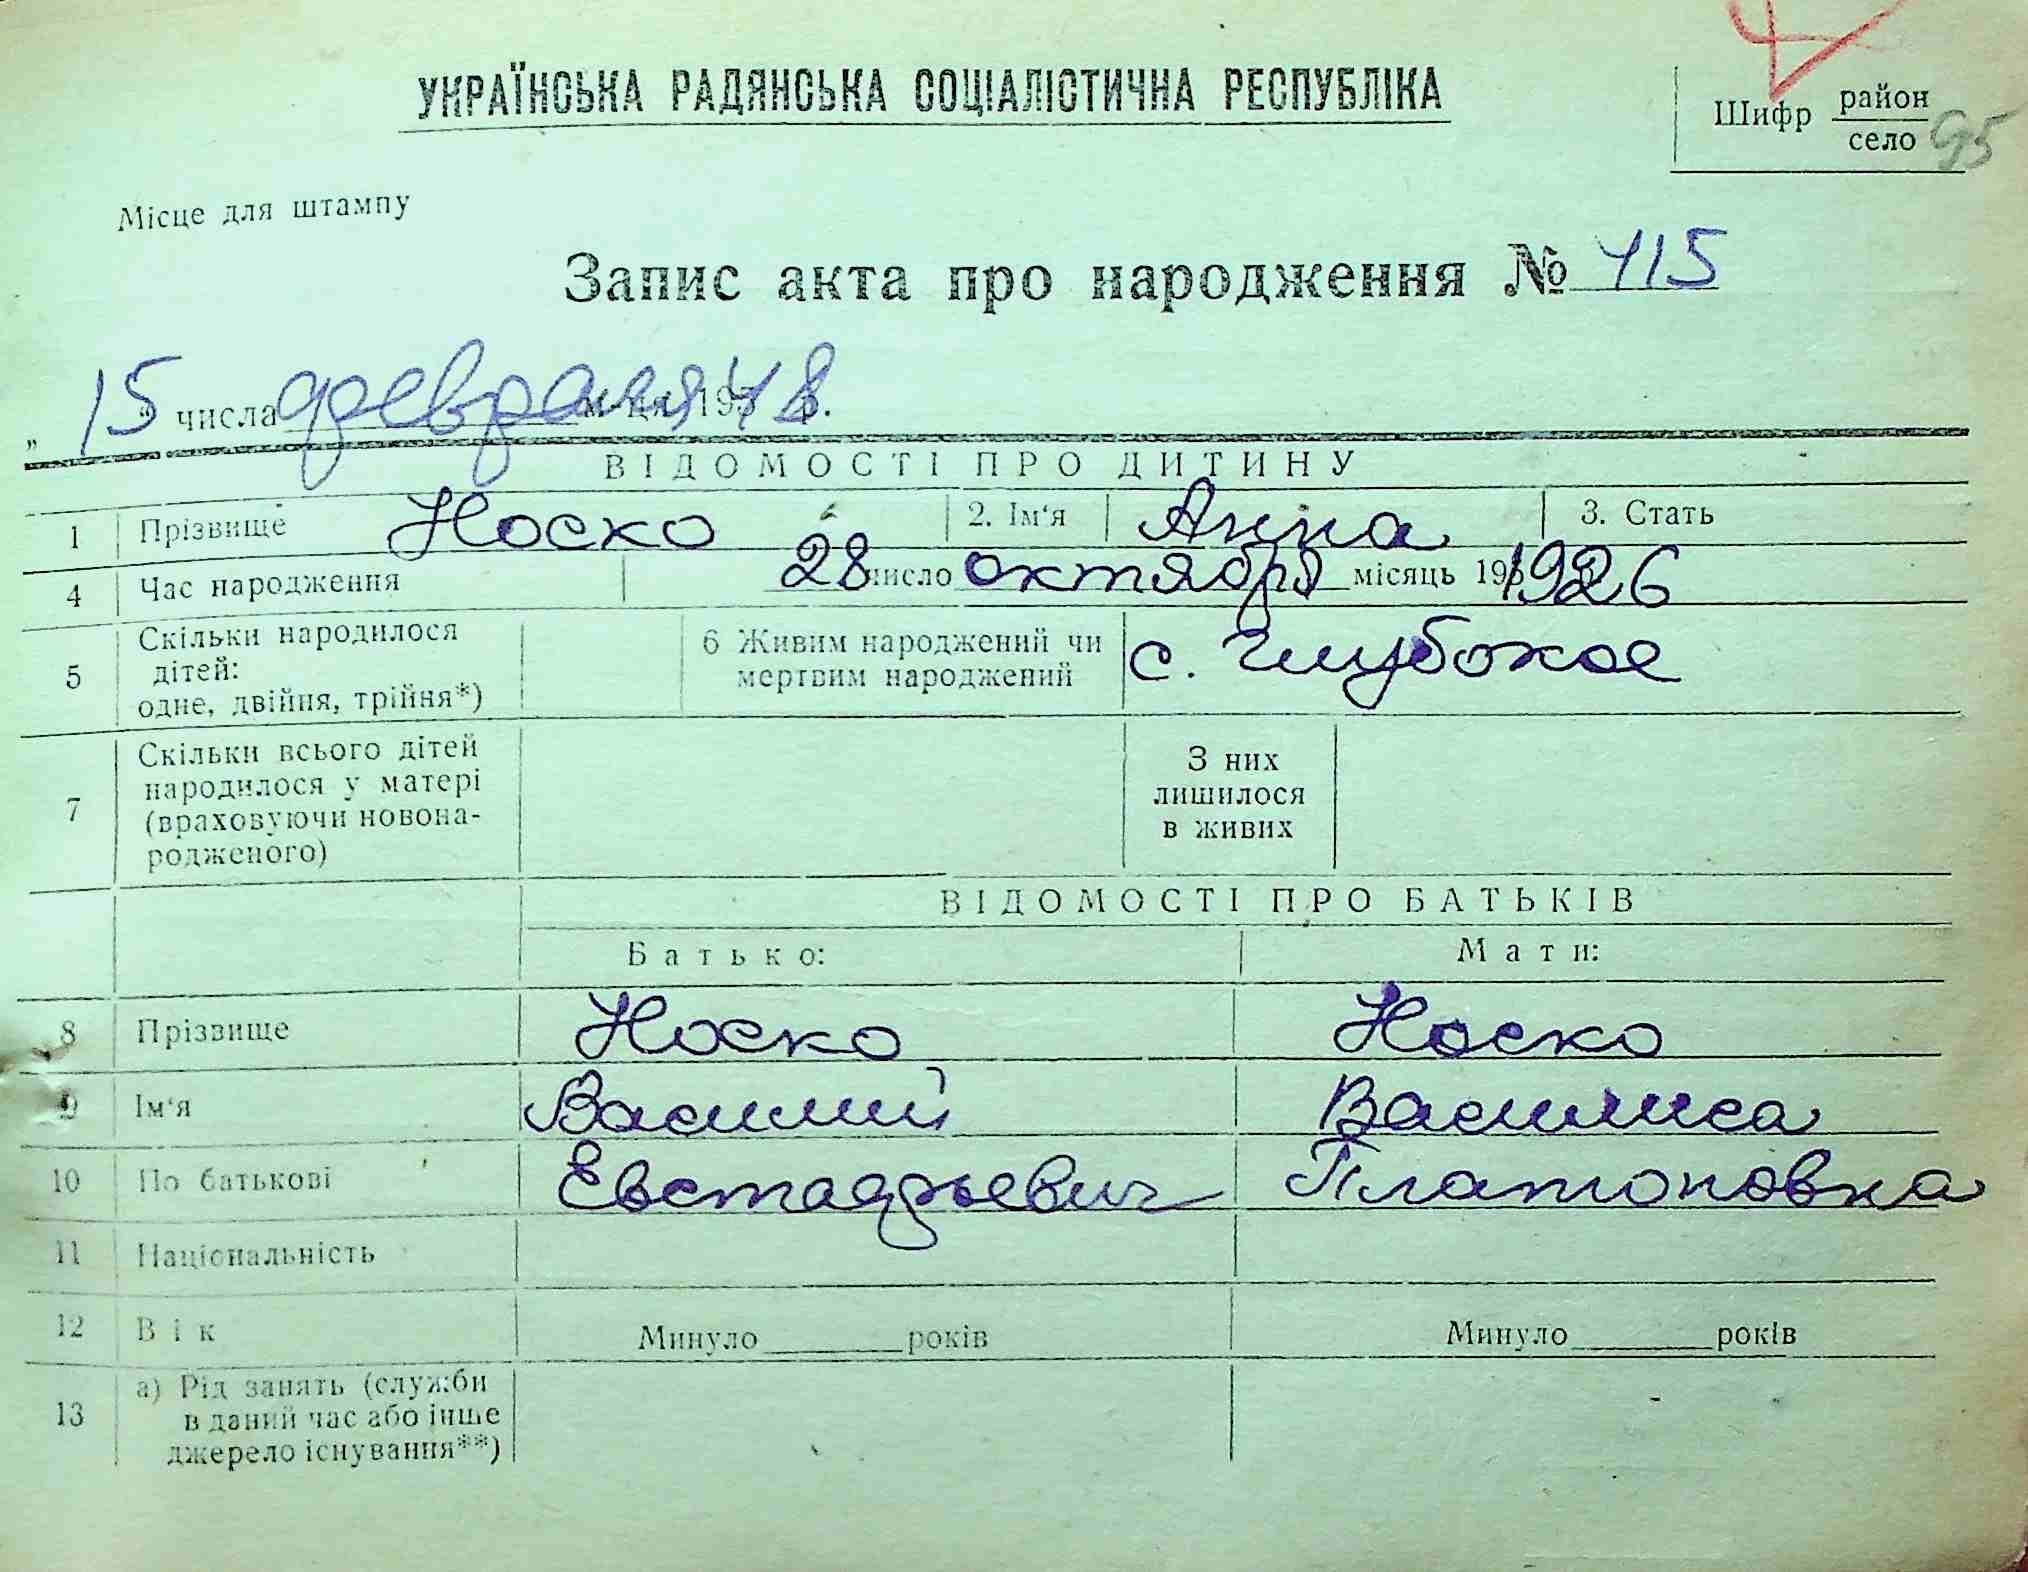 УКРАЇНСЬКА РАДЯНСЬКА СОЦІАЛІСТИЧНА РЕСПУБЛІКА
Шифр район
село 95
Місце для штампу
Запис акта про народження № 415
„ 15 “ числа февраля м-ця 195 48 р.
ВІДОМОСТІ ПРО ДИТИНУ
1 Прізвище Носко 2. Ім‘я Анна 3. Стать
4 Час народження 28 число октября місяць 195 1926
5 Скільки народилося дітей: одне, двійня, трійня*) 6 Живим народжений чи мертвим народжений с. Глубокое
7 Скільки всього дітей народилося у матері (враховуючи новонародженого) З них лишилося в живих
ВІДОМОСТІ ПРО БАТЬКІВ
Батько: Мати:
8 Прізвище Носко Носко
9 Ім‘я Василий Василиса
10 По батькові Евстафьевич Платоновна
11 Національність
12 Вік Минуло років Минуло років
13 а) Рід занять (служби в даний час або інше джерело існування**)